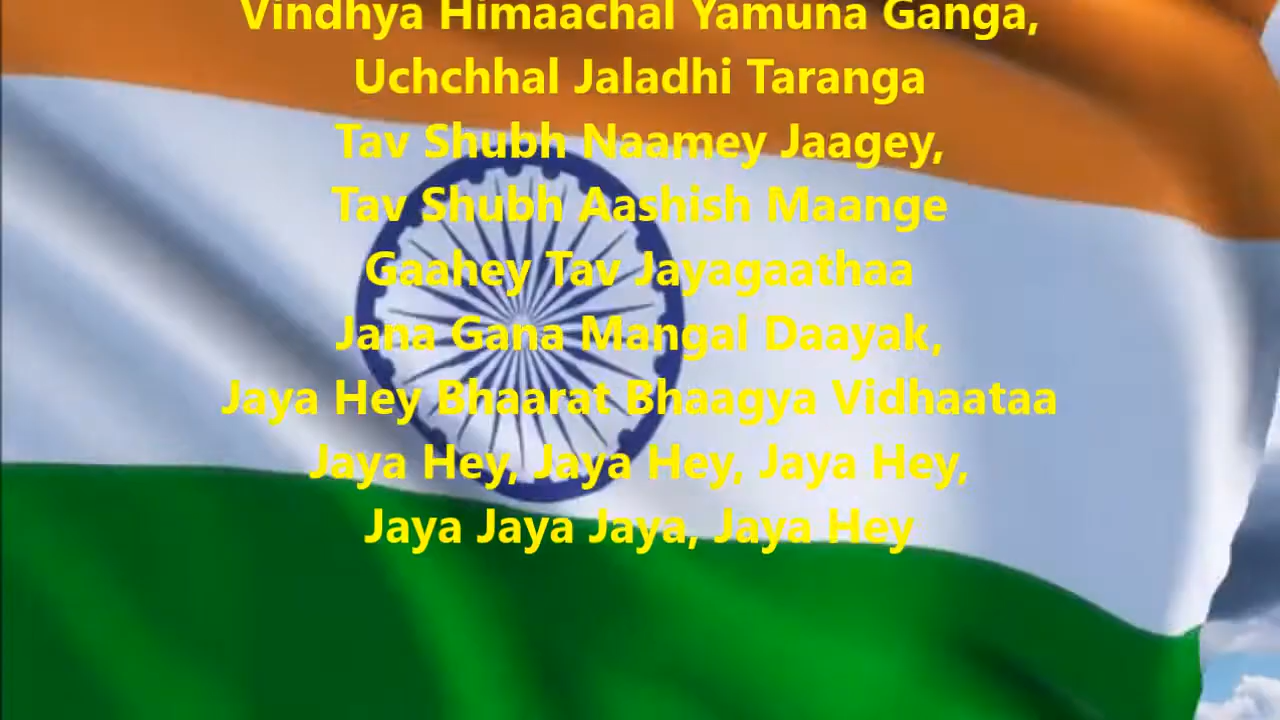 Vindhya Himaachal Yamuna Ganga,
Uchchhal Jaladhi Taranga
Tav Shubh Naamey Jaagey,
Tav Shubh Aashish Maange
Gaahey Tav Jayagaathaa
Jana Gana Mangal Daayak,
Jaya Hey Bhaarat Bhaagya Vidhaataa
Jaya Hey, Jaya Hey, Jaya Hey,
Jaya Jaya Jaya, Jaya Hey